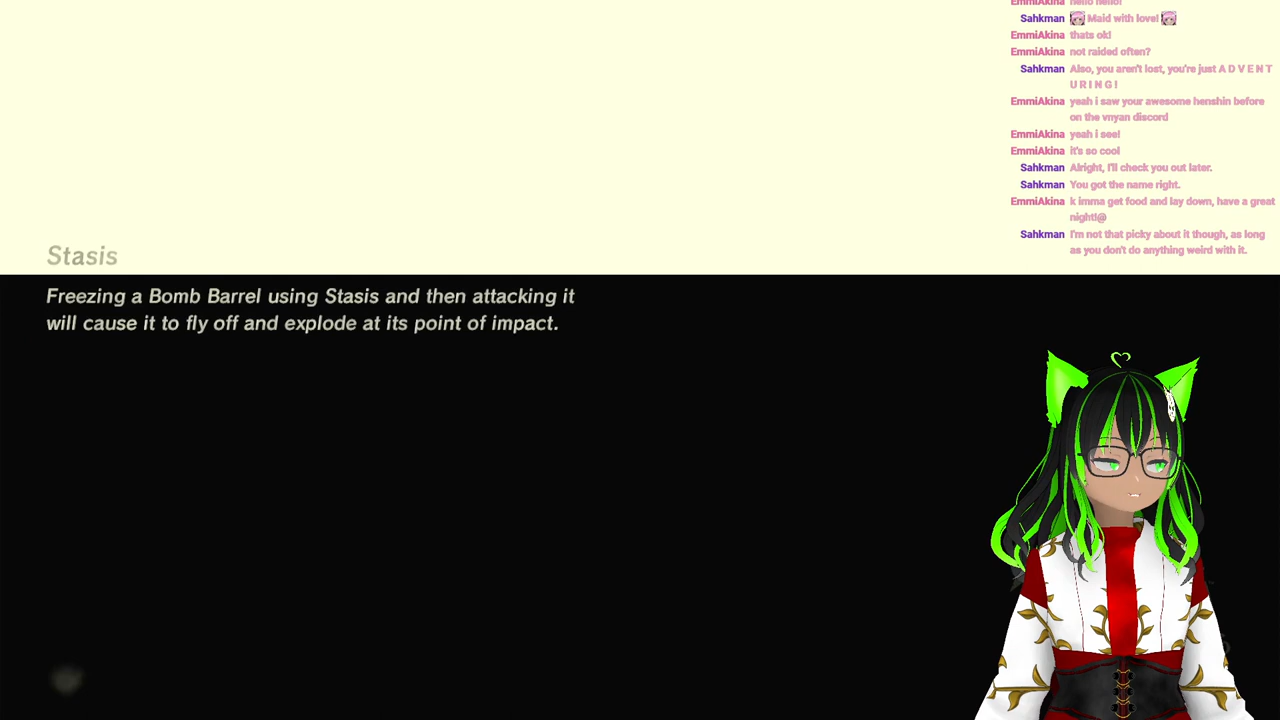 EmmiAkina hello hello!
Sahkman Maid with love!
EmmiAkina thats ok!
EmmiAkina not raided often?
Sahkman Also, you aren't lost, you're just A D V E N T
U R I N G !
EmmiAkina yeah i saw your awesome henshin before
on the vnyan discord
EmmiAkina yeah i see!
EmmiAkina it's so cool
Sahkman Alright, I'll check you out later.
Sahkman You got the name right.
EmmiAkina k imma get food and lay down, have a great
night!@
Sahkman I'm not that picky about it though, as long
as you don't do anything weird with it.
Stasis
Freezing a Bomb Barrel using Stasis and then attacking it
will cause it to fly off and explode at its point of impact.